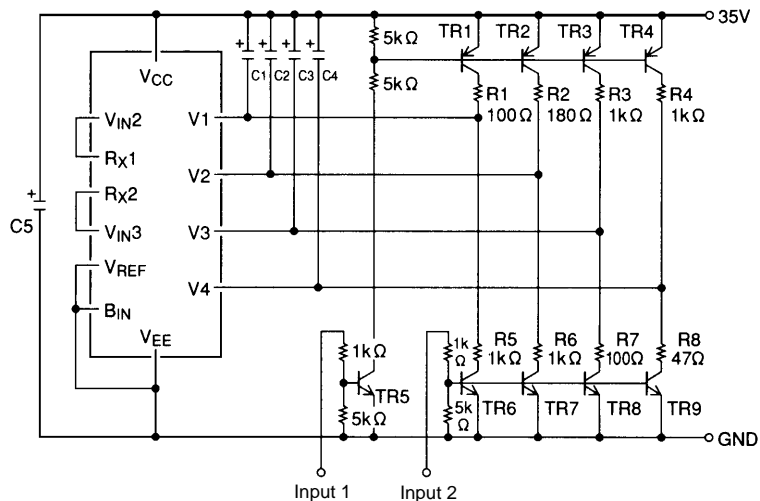 35V
5kΩ
TR1
TR2
TR3
TR4
+
+
+
+
VCC
C1
C2
C3
C4
5kΩ
R1
100Ω
R2
180Ω
R3
1kΩ
R4
1kΩ
VIN2
V1
RX1
V2
RX2
+
C5
VIN3
V3
VREF
V4
BIN
VEE
1kΩ
1k
Ω
R5
1kΩ
R6
1kΩ
R7
100Ω
R8
47Ω
TR5
TR6
TR7
TR8
TR9
5kΩ
5k
Ω
GND
Input 1
Input 2